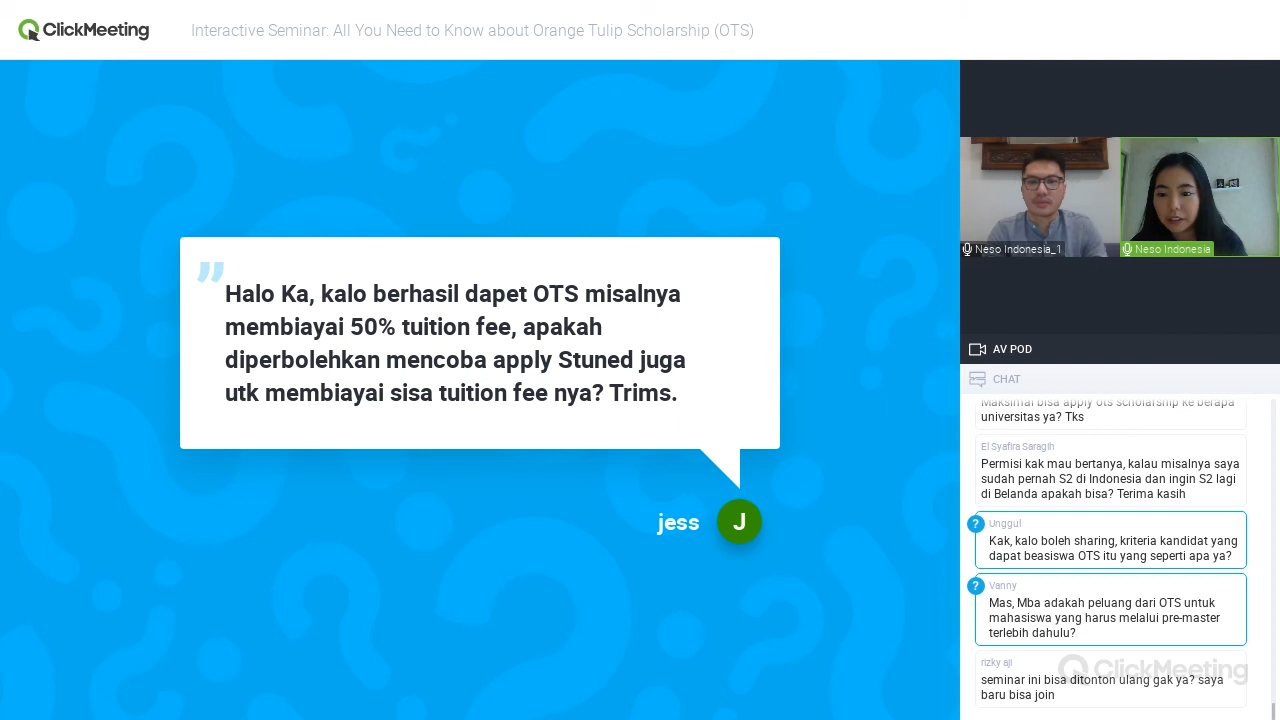 ClickMeeting
Interactive Seminar: All You Need to Know about Orange Tulip Scholarship (OTS)
Halo Ka, kalo berhasil dapet OTS misalnya
membiayai 50% tuition fee, apakah
diperbolehkan mencoba apply Stuned juga
utk membiayai sisa tuition fee nya? Trims.
jess
J
Neso Indonesia_1
Neso Indonesia
AV POD
CHAT
Maksimal bisa apply ots scholarship ke berapa
universitas ya? Tks
El Syafira Saragih
Permisi kak mau bertanya, kalau misalnya saya
sudah pernah S2 di Indonesia dan ingin S2 lagi
di Belanda apakah bisa? Terima kasih
?
Unggul
Kak, kalo boleh sharing, kriteria kandidat yang
dapat beasiswa OTS itu yang seperti apa ya?
?
Vanny
Mas, Mba adakah peluang dari OTS untuk
mahasiswa yang harus melalui pre-master
terlebih dahulu?
rizky aji
seminar ini bisa ditonton ulang gak ya? saya
baru bisa join
ClickMeeting